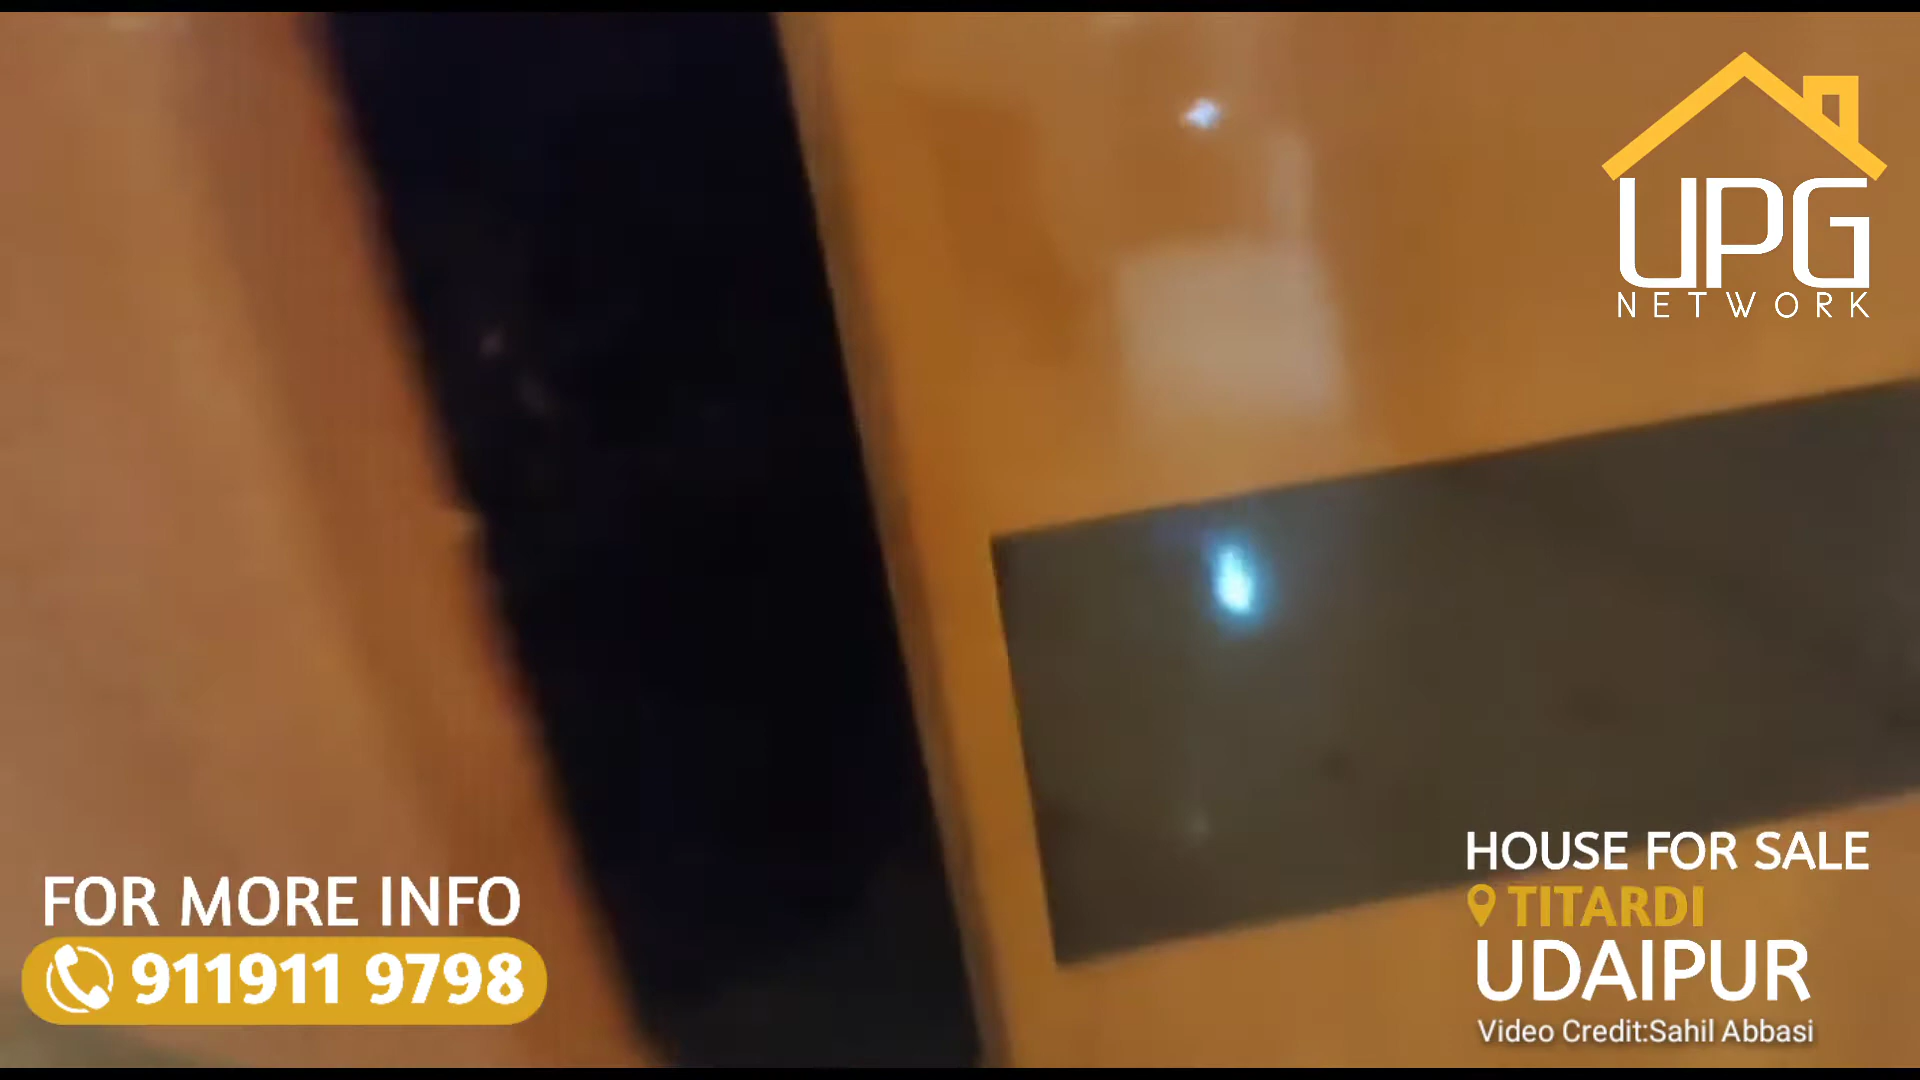 UPG
NETWORK
HOUSE FOR SALE
TITARDI
UDAIPUR
Video Credit:Sahil Abbasi
FOR MORE INFO
911911 9798